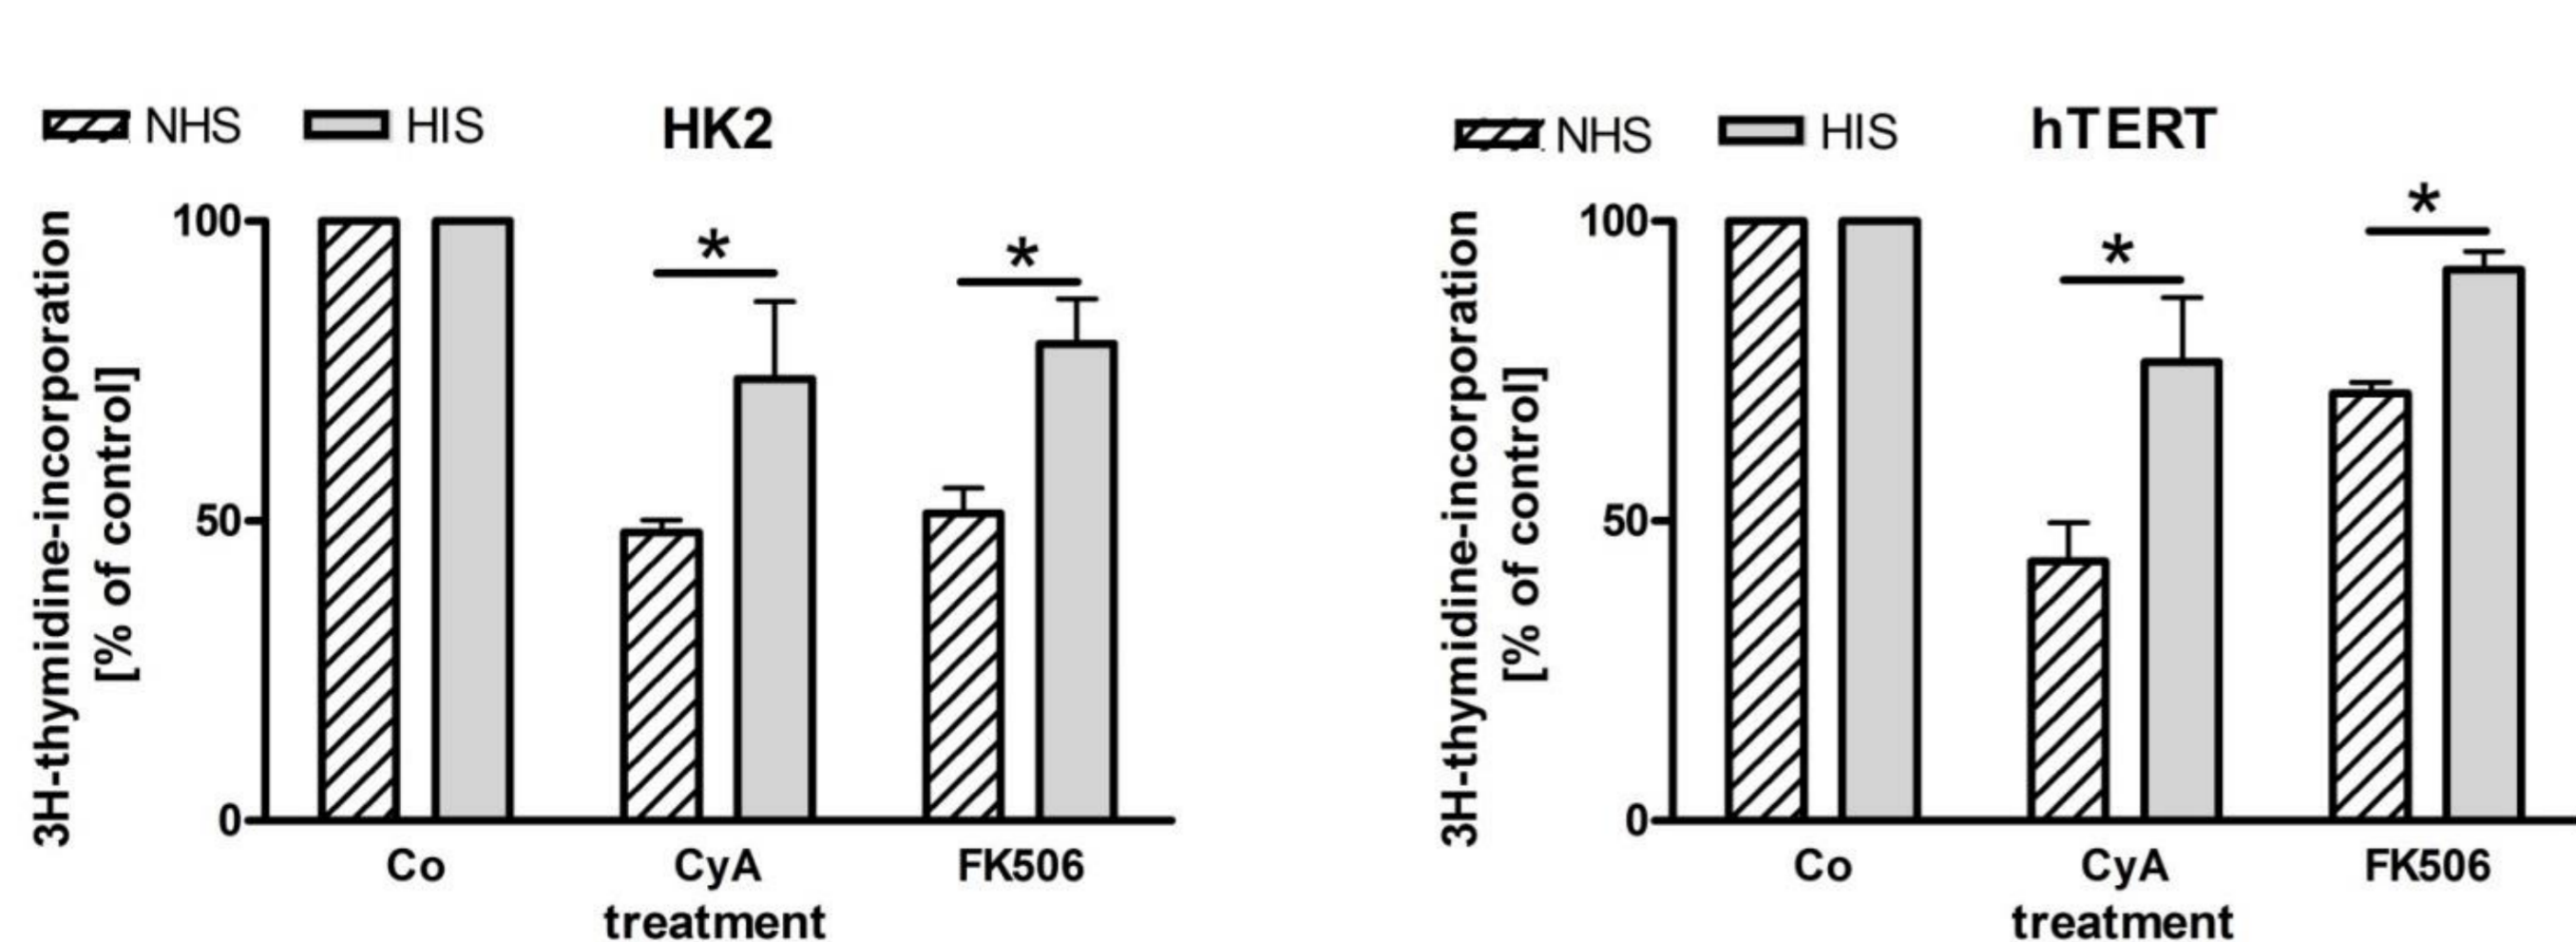 NHS HIS HK2
3H-thymidine-incorporation
[% of control]
100
50
0
* *
Co CyA FK506
treatment
NHS HIS hTERT
3H-thymidine-incorporation
[% of control]
100
50
0
* *
Co CyA FK506
treatment